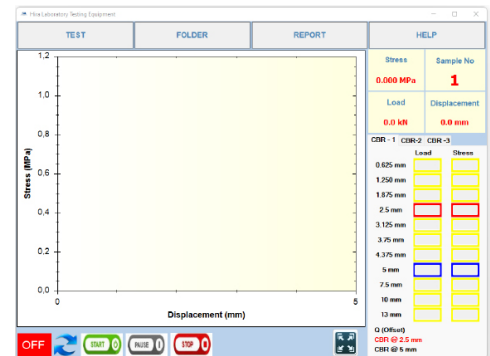 Hira Laboratory Testing Equipment
TEST FOLDER REPORT HELP
Stress Sample No
0.000 MPa 1
Load Displacement
0.0 kN 0.0 mm
CBR - 1 CBR-2 CBR -3
Load Stress
0.625 mm
1.250 mm
1.875 mm
2.5 mm
3.125 mm
3.75 mm
4.375 mm
5 mm
7.5 mm
10 mm
13 mm
Q (Offset)
CBR @ 2.5 mm
CBR @ 5 mm
1,2
1,0
0,8
0,6
0,4
0,2
0,0
Stress (MPa)
0 5
Displacement (mm)
OFF START 0 PAUSE 0 STOP 0